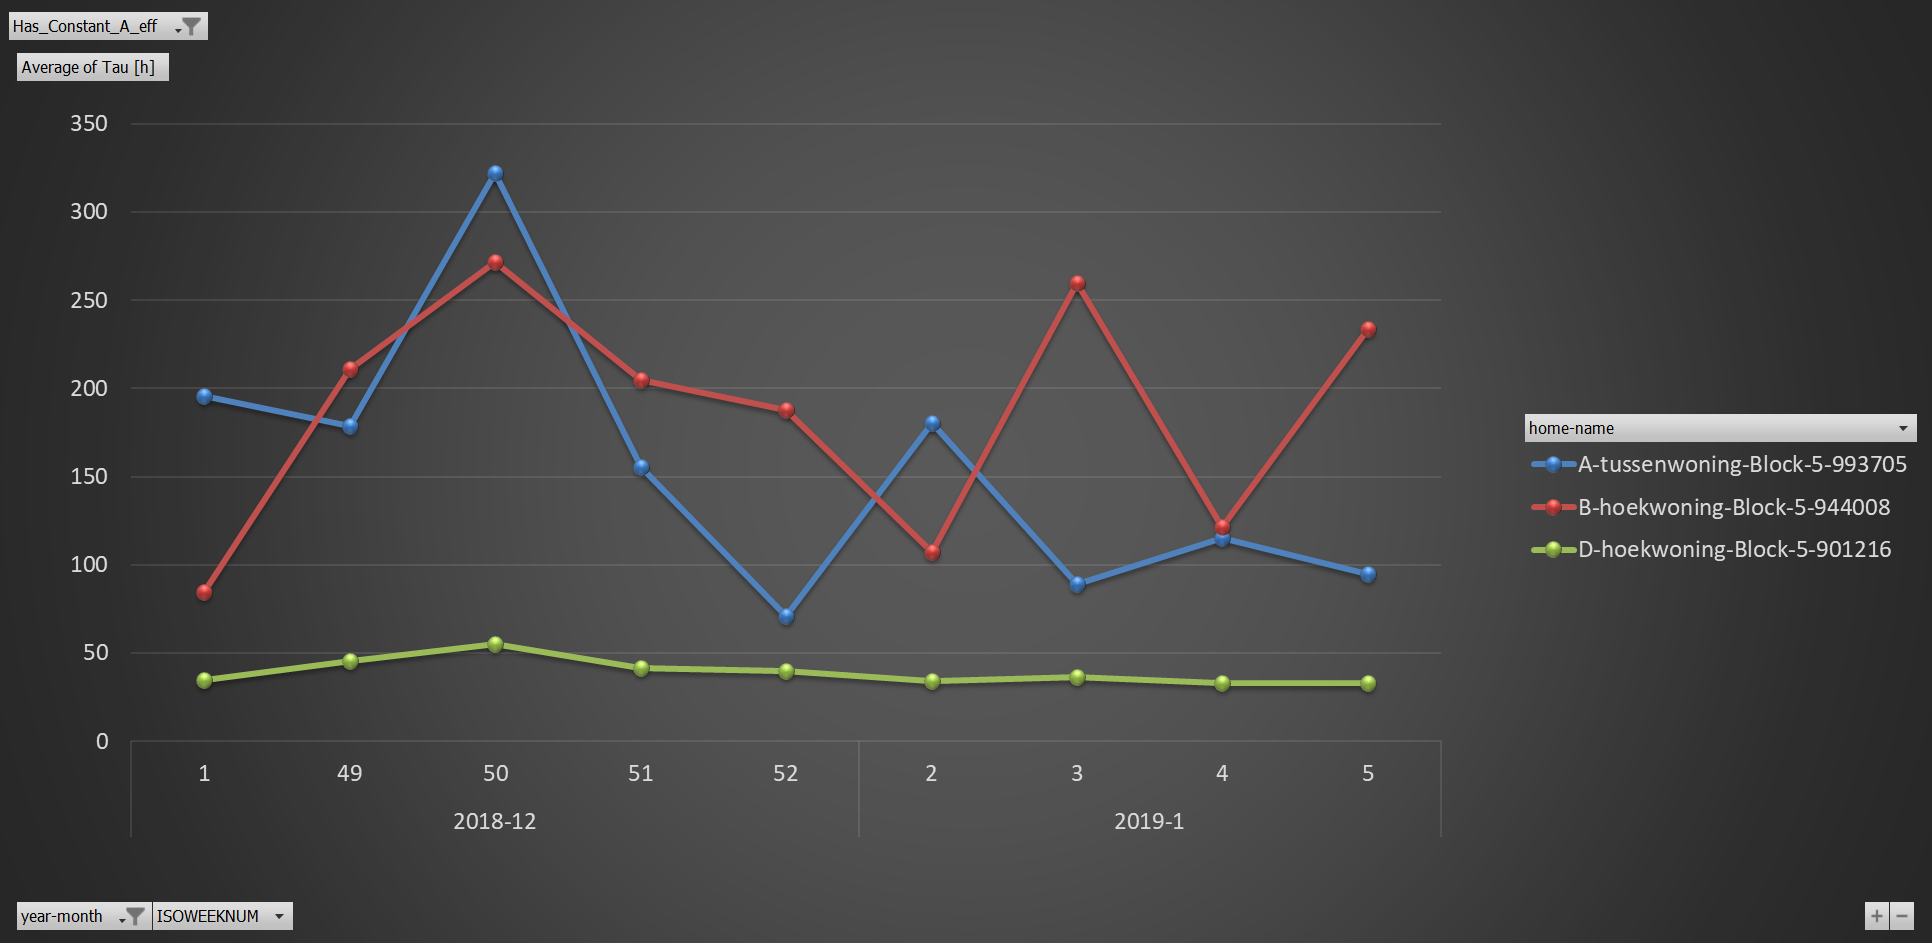 Has_Constant_A_eff
Average of Tau [h]
350
300
250
200
150
100
50
0
1 49 50 51 52 2 3 4 5
2018-12 2019-1
home-name
A-tussenwoning-Block-5-993705
B-hoekwoning-Block-5-944008
D-hoekwoning-Block-5-901216
year-month ISOWEEKNUM
+ −